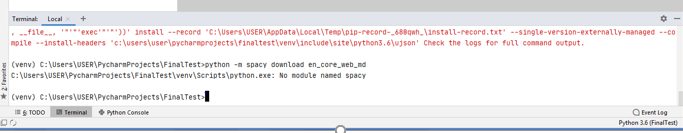 Terminal: Local × +
, __file__, '"'"'exec'"'"'))' install --record 'C:\Users\USER\AppData\Local\Temp\pip-record-_680qah_\install-record.txt' --single-version-externally-managed --co
mpile --install-headers 'c:\users\user\pycharmprojects\finaltest\venv\include\site\python3.6\ujson' Check the logs for full command output.
(venv) C:\Users\USER\PycharmProjects\FinalTest>python -m spacy download en_core_web_md
C:\Users\USER\PycharmProjects\FinalTest\venv\Scripts\python.exe: No module named spacy
(venv) C:\Users\USER\PycharmProjects\FinalTest>
2: Favorites
6: TODO Terminal Python Console Event Log
Python 3.6 (FinalTest)